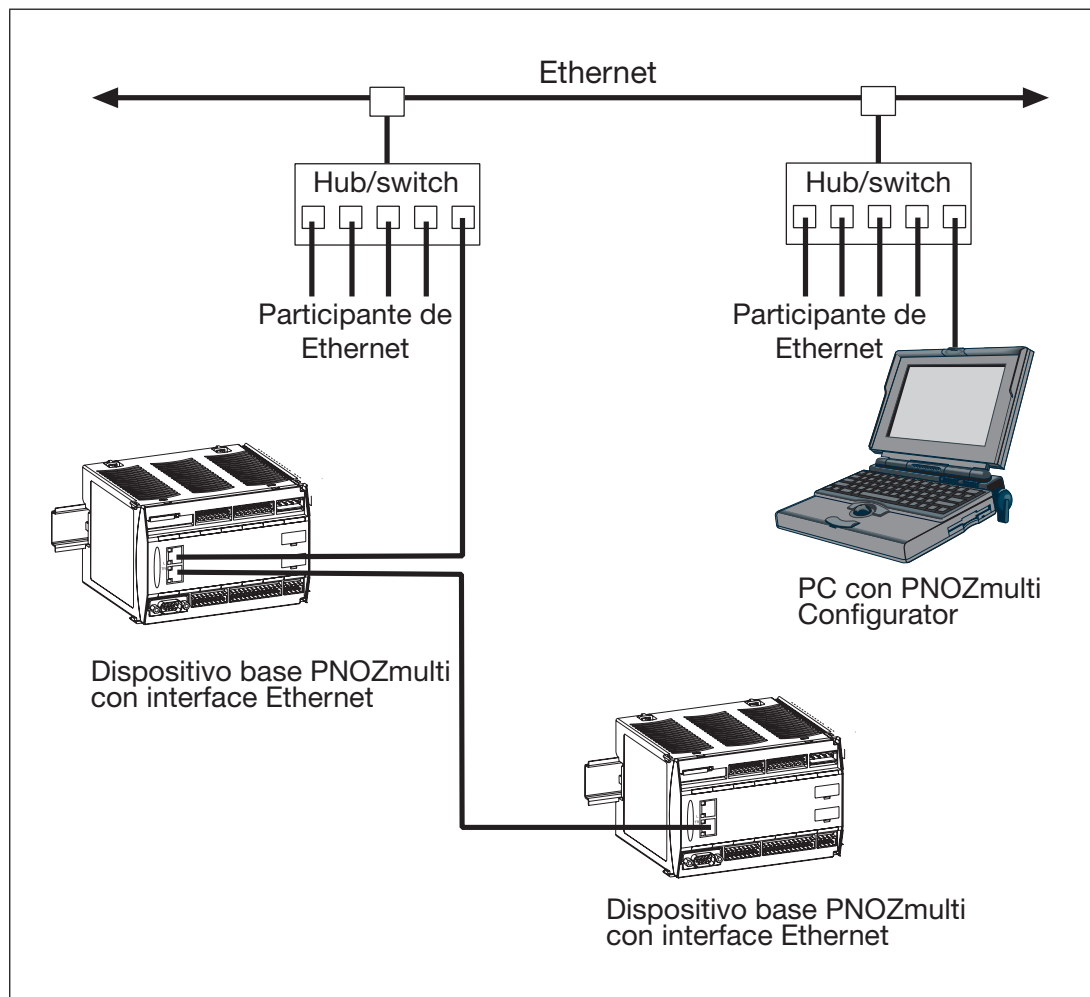 Ethernet
Hub/switch
Hub/switch
Participante de
Ethernet
Participante de
Ethernet
PC con PNOZmulti
Configurator
Dispositivo base PNOZmulti
con interface Ethernet
Dispositivo base PNOZmulti
con interface Ethernet